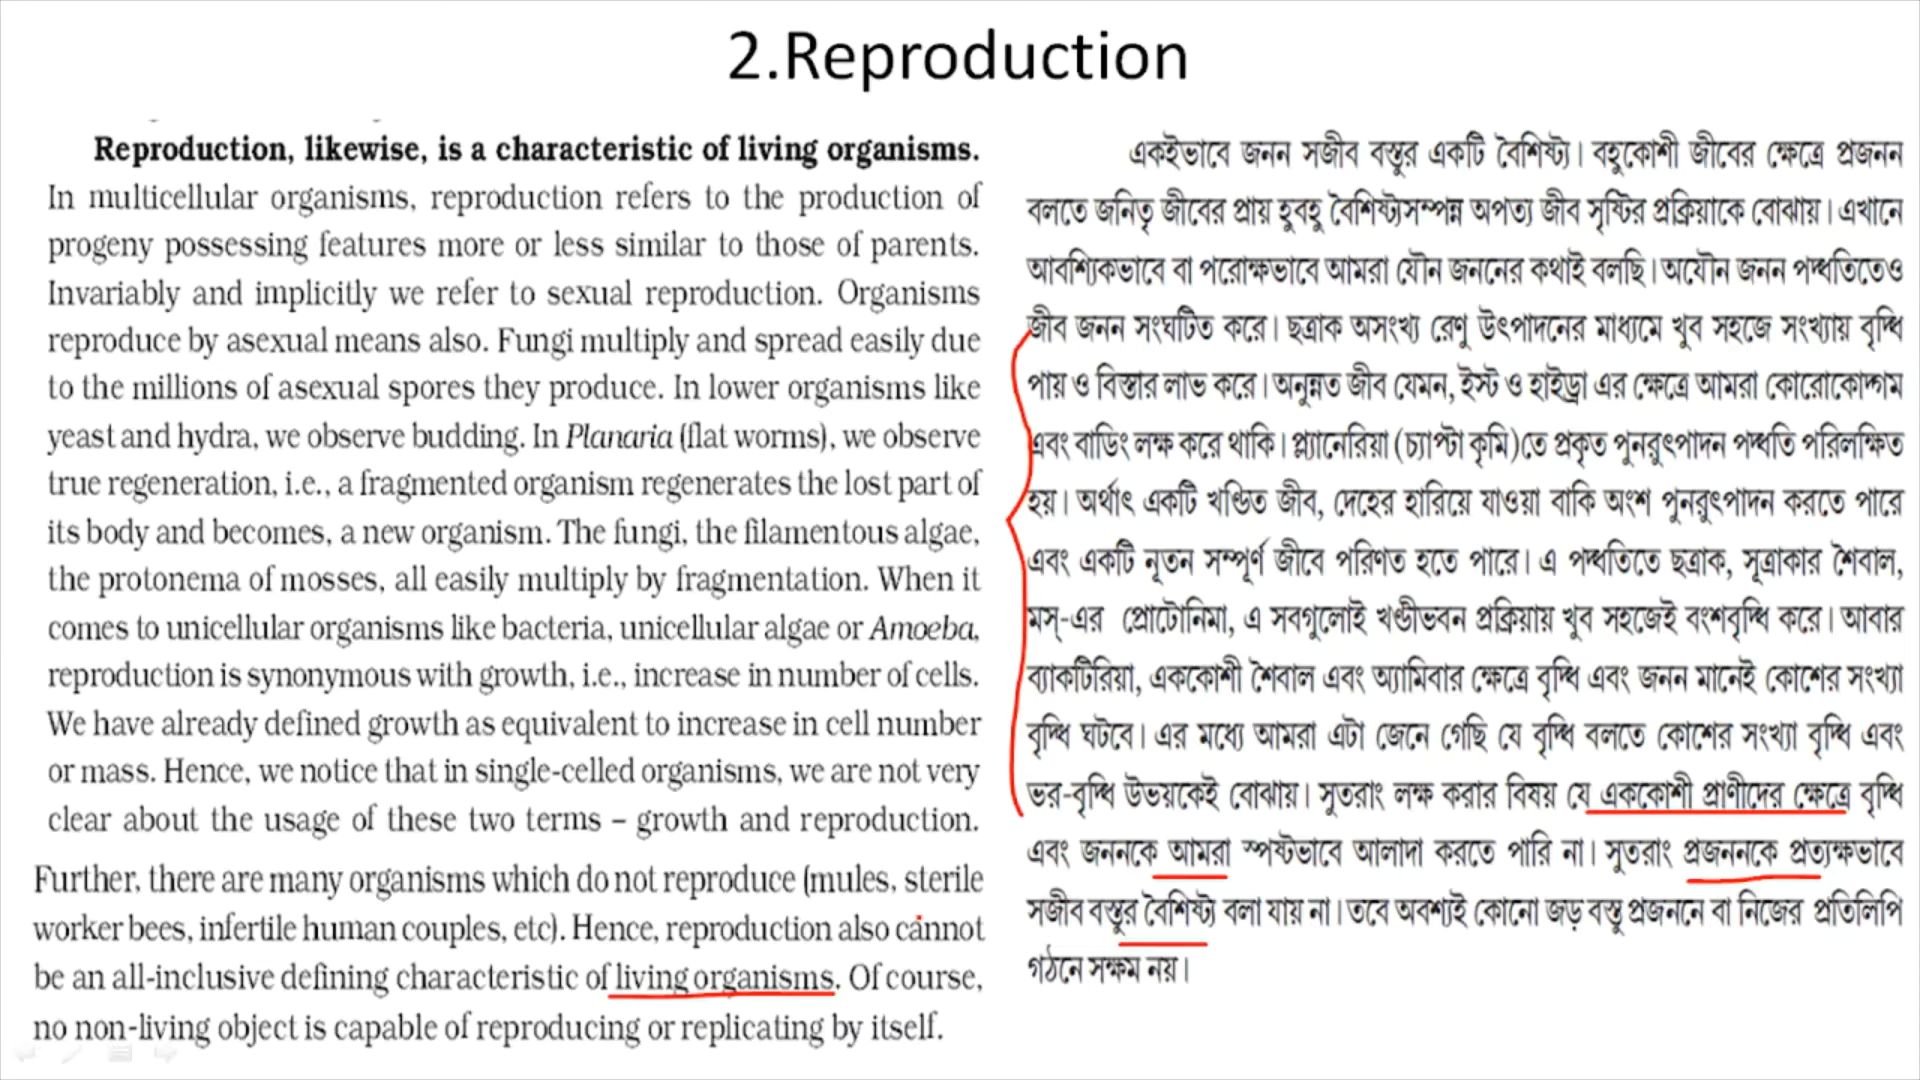 2.Reproduction
Reproduction, likewise, is a characteristic of living organisms.
In multicellular organisms, reproduction refers to the production of
progeny possessing features more or less similar to those of parents.
Invariably and implicitly we refer to sexual reproduction. Organisms
reproduce by asexual means also. Fungi multiply and spread easily due
to the millions of asexual spores they produce. In lower organisms like
yeast and hydra, we observe budding. In Planaria (flat worms), we observe
true regeneration, i.e., a fragmented organism regenerates the lost part of
its body and becomes, a new organism. The fungi, the filamentous algae,
the protonema of mosses, all easily multiply by fragmentation. When it
comes to unicellular organisms like bacteria, unicellular algae or Amoeba,
reproduction is synonymous with growth, i.e., increase in number of cells.
We have already defined growth as equivalent to increase in cell number
or mass. Hence, we notice that in single-celled organisms, we are not very
clear about the usage of these two terms – growth and reproduction.
Further, there are many organisms which do not reproduce (mules, sterile
worker bees, infertile human couples, etc). Hence, reproduction also cannot
be an all-inclusive defining characteristic of living organisms. Of course,
no non-living object is capable of reproducing or replicating by itself.
একইভাবে জনন সজীব বস্তুর একটি বৈশিষ্ট্য। বহুকোশী জীবের ক্ষেত্রে প্রজনন
বলতে জনিতৃ জীবের প্রায় হুবহু বৈশিষ্ট্যসম্পন্ন অপত্য জীব সৃষ্টির প্রক্রিয়াকে বোঝায়। এখানে
আবশ্যিকভাবে বা পরোক্ষভাবে আমরা যৌন জননের কথাই বলছি। অযৌন জনন পদ্ধতিতেও
জীব জনন সংঘটিত করে। ছত্রাক অসংখ্য রেণু উৎপাদনের মাধ্যমে খুব সহজে সংখ্যায় বৃদ্ধি
পায় ও বিস্তার লাভ করে। অনুন্নত জীব যেমন, ইস্ট ও হাইড্রা এর ক্ষেত্রে আমরা কোরোকোদ্গম
এবং বাডিং লক্ষ করে থাকি। প্ল্যানেরিয়া (চ্যাপ্টা কৃমি)তে প্রকৃত পুনরুৎপাদন পদ্ধতি পরিলক্ষিত
হয়। অর্থাৎ একটি খণ্ডিত জীব, দেহের হারিয়ে যাওয়া বাকি অংশ পুনরুৎপাদন করতে পারে
এবং একটি নূতন সম্পূর্ণ জীবে পরিণত হতে পারে। এ পদ্ধতিতে ছত্রাক, সূত্রাকার শৈবাল,
মস্-এর প্রোটোনিমা, এ সবগুলোই খণ্ডীভবন প্রক্রিয়ায় খুব সহজেই বংশবৃদ্ধি করে। আবার
ব্যাকটিরিয়া, এককোশী শৈবাল এবং অ্যামিবার ক্ষেত্রে বৃদ্ধি এবং জনন মানেই কোশের সংখ্যা
বৃদ্ধি ঘটবে। এর মধ্যে আমরা এটা জেনে গেছি যে বৃদ্ধি বলতে কোশের সংখ্যা বৃদ্ধি এবং
ভর-বৃদ্ধি উভয়কেই বোঝায়। সুতরাং লক্ষ করার বিষয় যে এককোশী প্রাণীদের ক্ষেত্রে বৃদ্ধি
এবং জননকে আমরা স্পষ্টভাবে আলাদা করতে পারি না। সুতরাং প্রজননকে প্রত্যক্ষভাবে
সজীব বস্তুর বৈশিষ্ট্য বলা যায় না। তবে অবশ্যই কোনো জড় বস্তু প্রজননে বা নিজের প্রতিলিপি
গঠনে সক্ষম নয়।